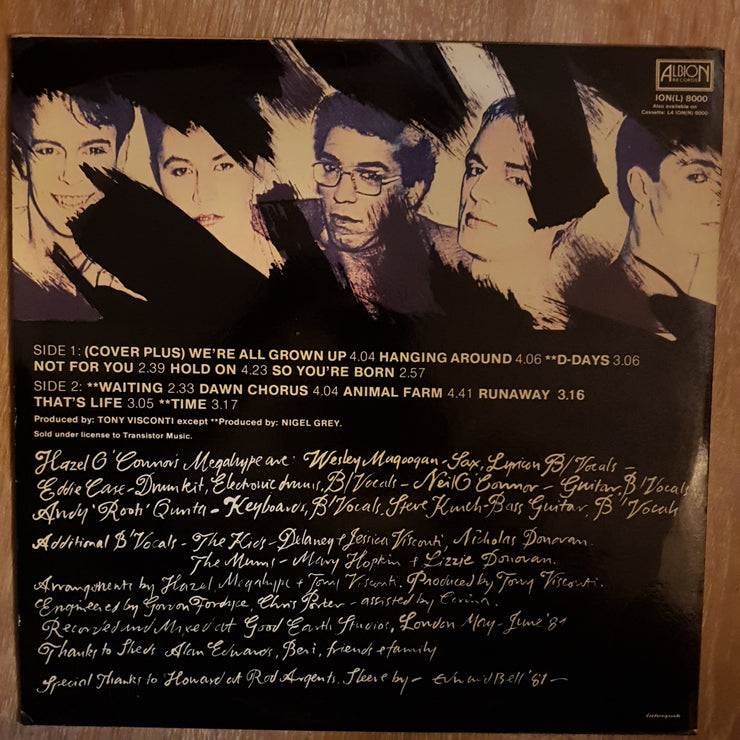 ALBION
RECORDS
ION(L) 8000
Also available on
Cassette: L4 ION(N) 8000
SIDE 1: (COVER PLUS) WE'RE ALL GROWN UP 4.04 HANGING AROUND 4.06 **D-DAYS 3.06
NOT FOR YOU 2.39 HOLD ON 4.23 SO YOU'RE BORN 2.57
SIDE 2: **WAITING 2.33 DAWN CHORUS 4.04 ANIMAL FARM 4.41 RUNAWAY 3.16
THAT'S LIFE 3.05 **TIME 3.17
Produced by: TONY VISCONTI except **Produced by: NIGEL GREY.
Sold under license to Transistor Music.
Hazel O'Connor's Megahype are: Wesley Magoogan - Sax, Lyricon B/Vocals -
Eddie Case - Drum kit, Electronic drums, B/Vocals - Neil O'Connor - Guitar, B'Vocals
Andy 'Roots' Qunta - Keyboards, B'Vocals, Steve Kinch - Bass Guitar, B'Vocals
Additional B'Vocals - The Kids - Delaney + Jessica Visconti, Nicholas Donovan.
The Mums - Mary Hopkin + Lizzie Donovan.
Arrangements by Hazel, Megahype + Tony Visconti. Produced by Tony Visconti.
Engineered by Gordon Fordyce, Chris Porter - assisted by
Recorded and Mixed at Good Earth Studios, London May - June '81
Thanks to Sheds Alan Edwards, Beri, friends + family
Special Thanks to Howard at Rod Argents. Sleeve by - Edward Bell '81 -